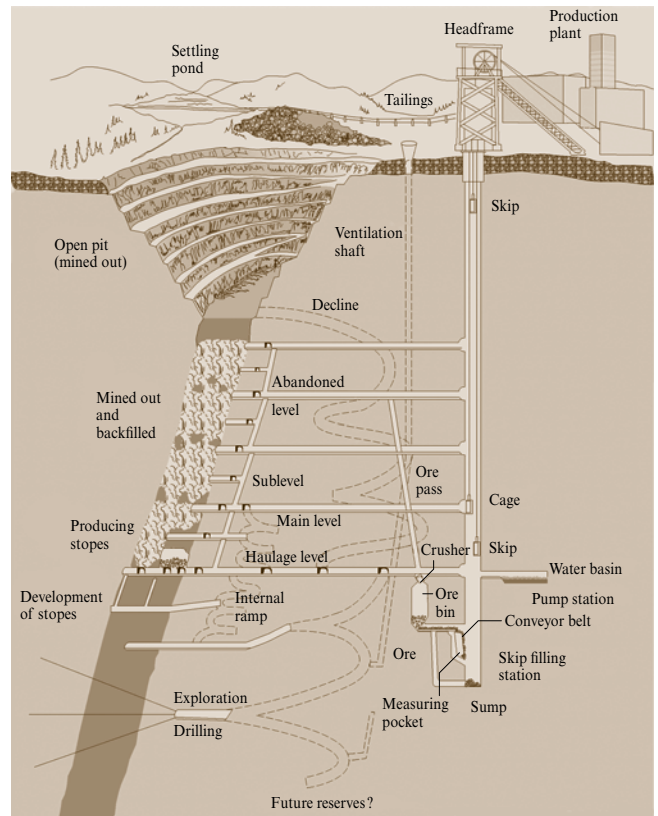 Headframe
Production
plant
Settling
pond
Tailings
Skip
Open pit
(mined out)
Ventilation
shaft
Decline
Abandoned
level
Mined out
and
backfilled
Ore
pass
Sublevel
Cage
Main level
Producing
stopes
Haulage level
Crusher
Skip
Water basin
Development
of stopes
Internal
ramp
Ore
bin
Pump station
Conveyor belt
Ore
Skip filling
station
Exploration
Drilling
Measuring
pocket
Sump
Future reserves?